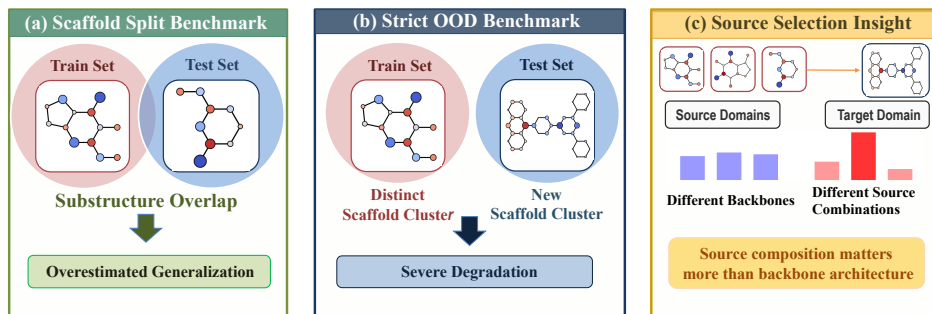 (a) Scaffold Split Benchmark
Train Set
Test Set
Substructure Overlap
Overestimated Generalization
(b) Strict OOD Benchmark
Train Set
Test Set
Distinct
Scaffold Cluster
New
Scaffold Cluster
Severe Degradation
(c) Source Selection Insight
Source Domains
Target Domain
Different Backbones
Different Source
Combinations
Source composition matters
more than backbone architecture